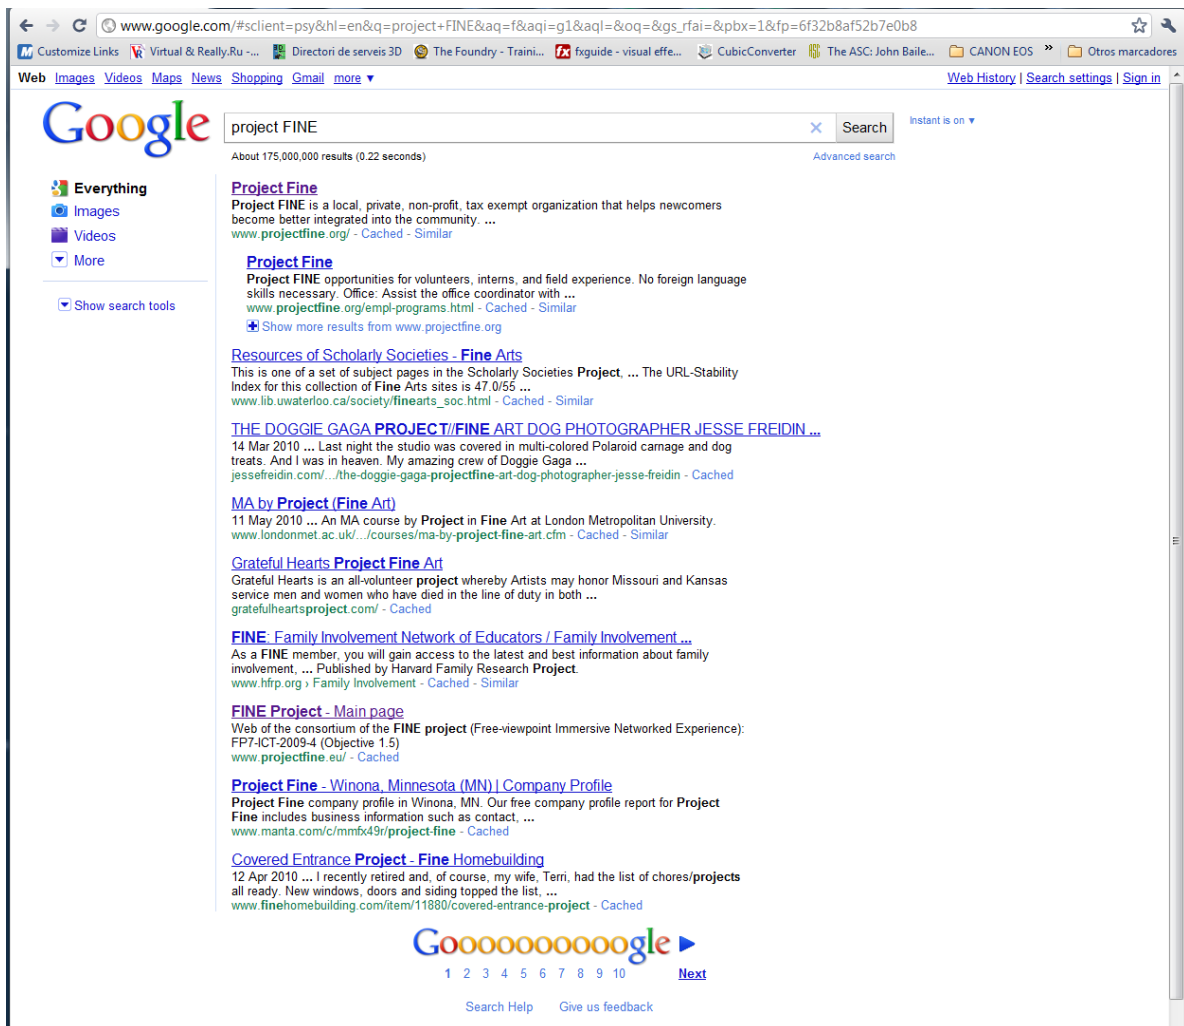 www.google.com/#sclient=psy&hl=en&q=project+FINE&aq=f&aqi=g1&aql=&oq=&gs_rfai=&pbx=1&fp=6f32b8af52b7e0b8
Customize Links Virtual & Really.Ru -... Directori de serveis 3D The Foundry - Traini... fxguide - visual effe... CubicConverter The ASC: John Baile... CANON EOS » Otros marcadores
Web Images Videos Maps News Shopping Gmail more ▼ Web History | Search settings | Sign in
Google project FINE × Search Instant is on ▼
About 175,000,000 results (0.22 seconds) Advanced search
Everything
Images
Videos
More
Show search tools
Project Fine
Project FINE is a local, private, non-profit, tax exempt organization that helps newcomers
become better integrated into the community. ...
www.projectfine.org/ - Cached - Similar
Project Fine
Project FINE opportunities for volunteers, interns, and field experience. No foreign language
skills necessary. Office: Assist the office coordinator with ...
www.projectfine.org/empl-programs.html - Cached - Similar
Show more results from www.projectfine.org
Resources of Scholarly Societies - Fine Arts
This is one of a set of subject pages in the Scholarly Societies Project, ... The URL-Stability
Index for this collection of Fine Arts sites is 47.0/55 ...
www.lib.uwaterloo.ca/society/finearts_soc.html - Cached - Similar
THE DOGGIE GAGA PROJECT//FINE ART DOG PHOTOGRAPHER JESSE FREIDIN ...
14 Mar 2010 ... Last night the studio was covered in multi-colored Polaroid carnage and dog
treats. And I was in heaven. My amazing crew of Doggie Gaga ...
jessefreidin.com/.../the-doggie-gaga-projectfine-art-dog-photographer-jesse-freidin - Cached
MA by Project (Fine Art)
11 May 2010 ... An MA course by Project in Fine Art at London Metropolitan University.
www.londonmet.ac.uk/.../courses/ma-by-project-fine-art.cfm - Cached - Similar
Grateful Hearts Project Fine Art
Grateful Hearts is an all-volunteer project whereby Artists may honor Missouri and Kansas
service men and women who have died in the line of duty in both ...
gratefulheartsproject.com/ - Cached
FINE: Family Involvement Network of Educators / Family Involvement ...
As a FINE member, you will gain access to the latest and best information about family
involvement, ... Published by Harvard Family Research Project.
www.hfrp.org › Family Involvement - Cached - Similar
FINE Project - Main page
Web of the consortium of the FINE project (Free-viewpoint Immersive Networked Experience):
FP7-ICT-2009-4 (Objective 1.5)
www.projectfine.eu/ - Cached
Project Fine - Winona, Minnesota (MN) | Company Profile
Project Fine company profile in Winona, MN. Our free company profile report for Project
Fine includes business information such as contact, ...
www.manta.com/c/mmfx49r/project-fine - Cached
Covered Entrance Project - Fine Homebuilding
12 Apr 2010 ... I recently retired and, of course, my wife, Terri, had the list of chores/projects
all ready. New windows, doors and siding topped the list, ...
www.finehomebuilding.com/item/11880/covered-entrance-project - Cached
Goooooooooogle
1 2 3 4 5 6 7 8 9 10 Next
Search Help Give us feedback